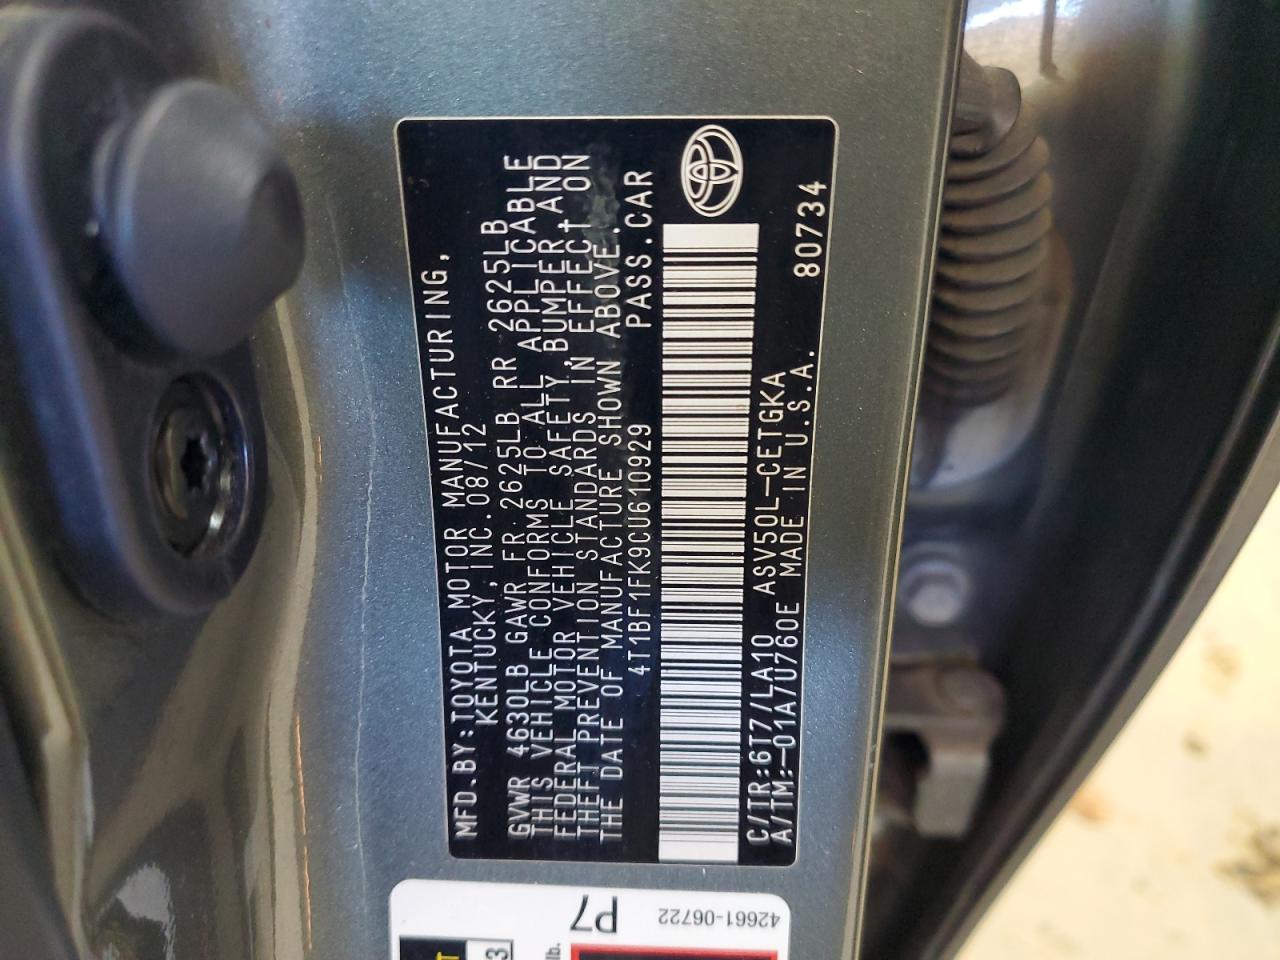 MFD.BY:TOYOTA MOTOR MANUFACTURING,
KENTUCKY, INC.08/12
GVWR 4630LB GAWR FR 2625LB RR 2625LB
THIS VEHICLE CONFORMS TO ALL APPLICABLE
FEDERAL MOTOR VEHICLE SAFETY,BUMPER,AND
THEFT PREVENTION STANDARDS IN EFFECT ON
THE DATE OF MANUFACTURE SHOWN ABOVE.
4T1BF1FK9CU610929 PASS.CAR
C/TR:6T7/LA10 ASV50L-CETGKA
A/TM:-01A/U760E MADE IN U.S.A. 80734
42661-06722
P7
lb.
3